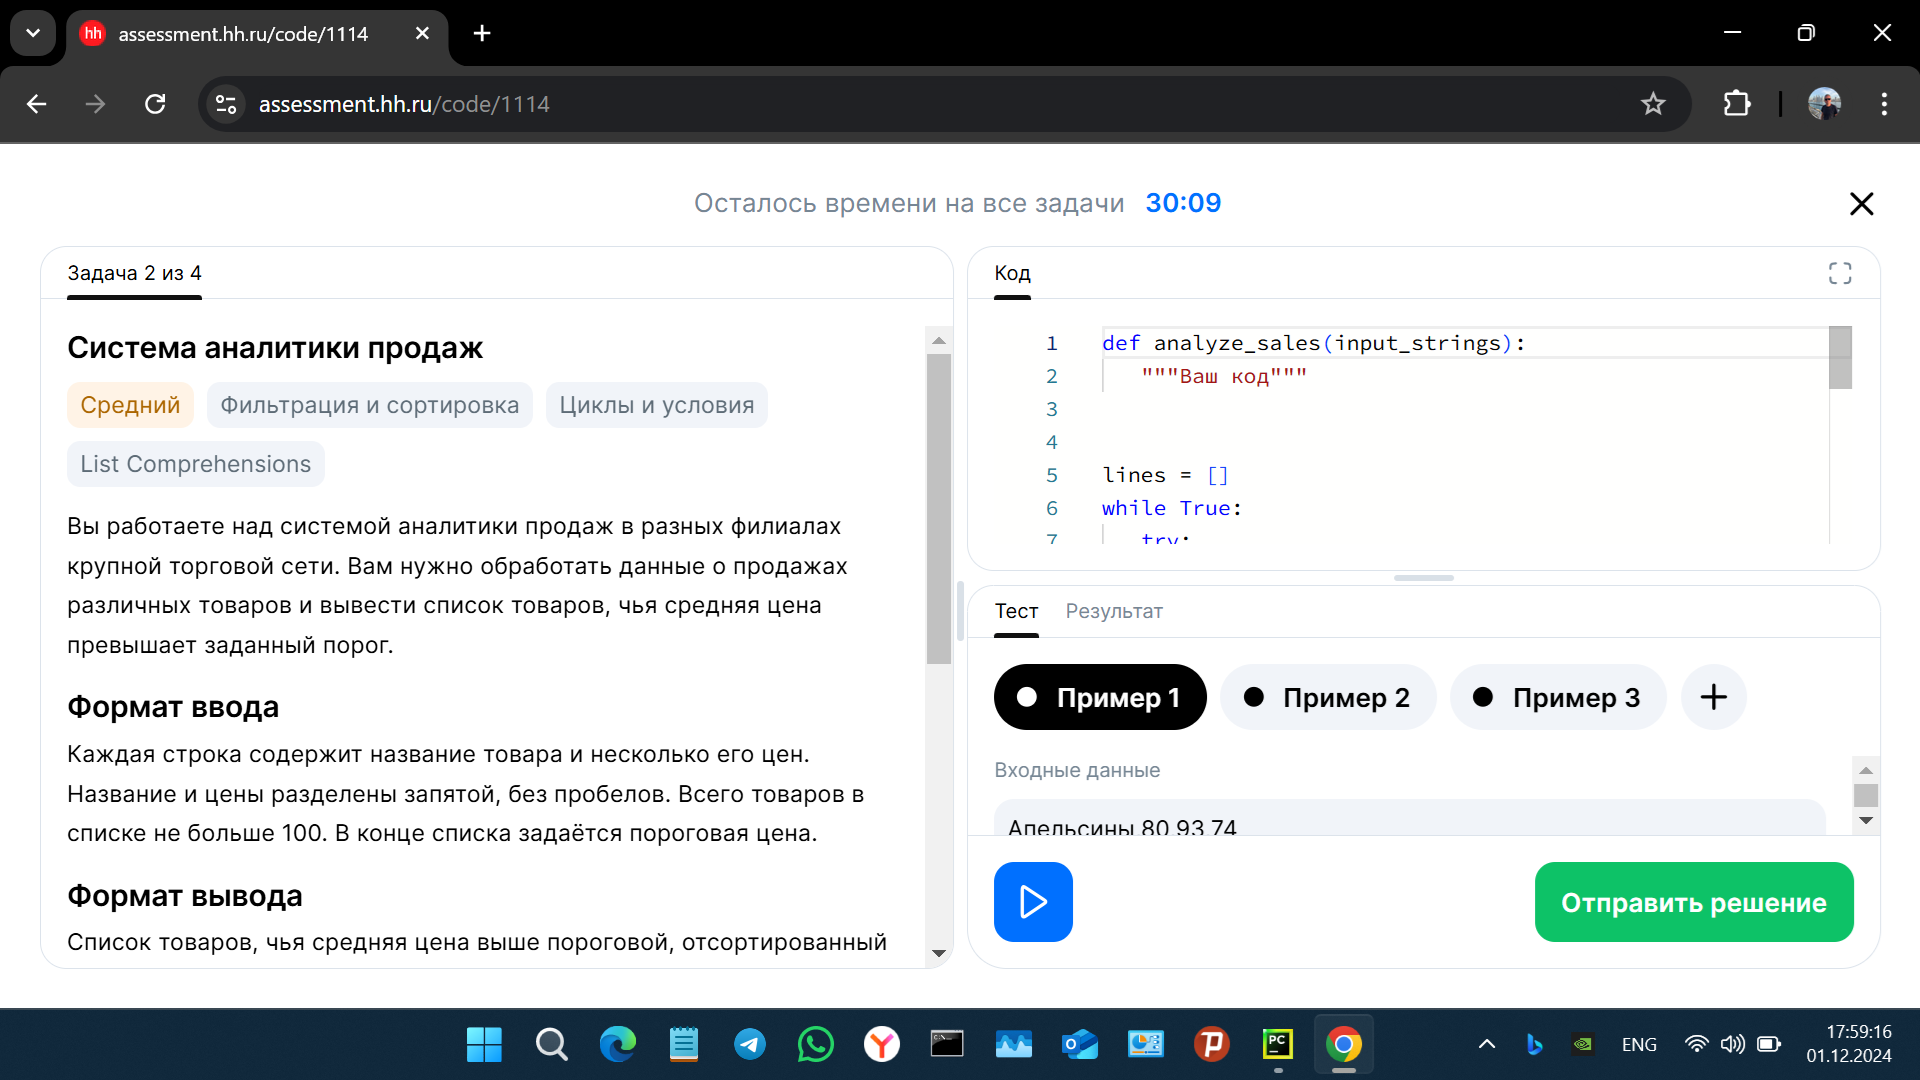 hh assessment.hh.ru/code/1114
assessment.hh.ru/code/1114
Осталось времени на все задачи 30:09
Задача 2 из 4
Система аналитики продаж
Средний Фильтрация и сортировка Циклы и условия
List Comprehensions
Вы работаете над системой аналитики продаж в разных филиалах
крупной торговой сети. Вам нужно обработать данные о продажах
различных товаров и вывести список товаров, чья средняя цена
превышает заданный порог.
Формат ввода
Каждая строка содержит название товара и несколько его цен.
Название и цены разделены запятой, без пробелов. Всего товаров в
списке не больше 100. В конце списка задаётся пороговая цена.
Формат вывода
Список товаров, чья средняя цена выше пороговой, отсортированный
Код
1 def analyze_sales(input_strings):
2 """Ваш код"""
3
4
5 lines = []
6 while True:
7 try:
Тест Результат
Пример 1 Пример 2 Пример 3
Входные данные
Апельсины,80,93,74
Отправить решение
PC
ENG
17:59:16
01.12.2024